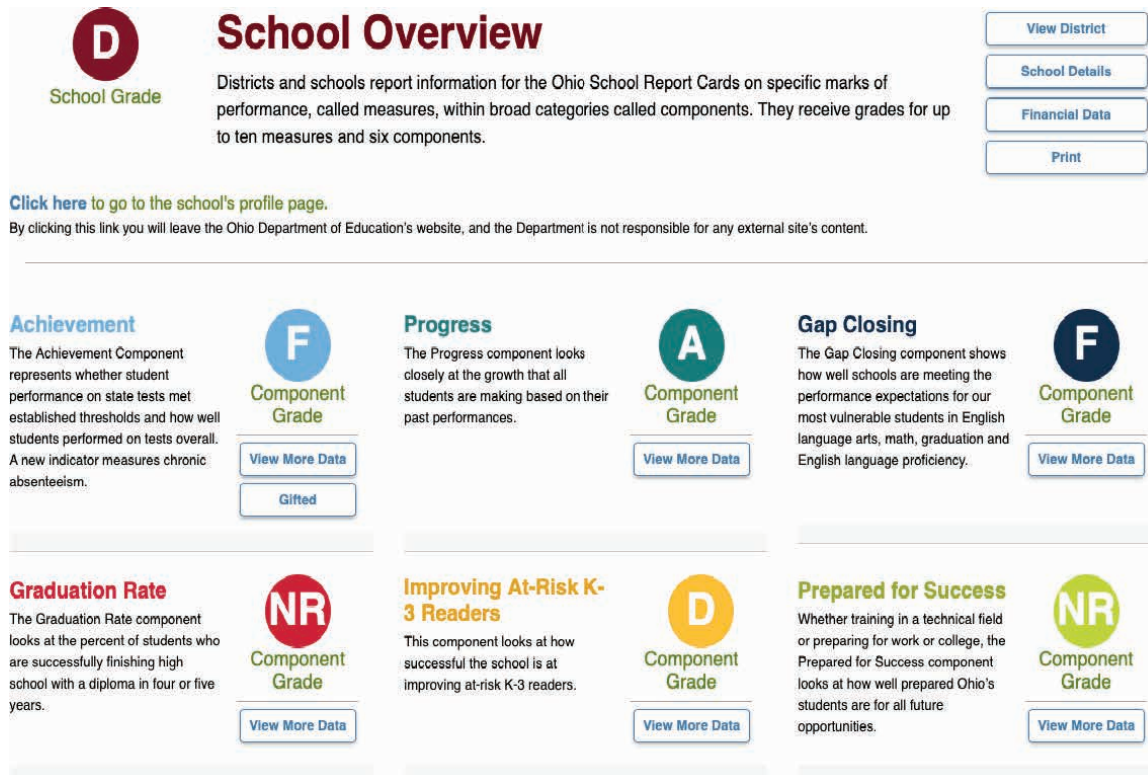 D
School Grade
School Overview
Districts and schools report information for the Ohio School Report Cards on specific marks of
performance, called measures, within broad categories called components. They receive grades for up
to ten measures and six components.
View District
School Details
Financial Data
Print
Click here to go to the school's profile page.
By clicking this link you will leave the Ohio Department of Education's website, and the Department is not responsible for any external site's content.
Achievement
The Achievement Component
represents whether student
performance on state tests met
established thresholds and how well
students performed on tests overall.
A new indicator measures chronic
absenteeism.
F
Component
Grade
View More Data
Gifted
Progress
The Progress component looks
closely at the growth that all
students are making based on their
past performances.
A
Component
Grade
View More Data
Gap Closing
The Gap Closing component shows
how well schools are meeting the
performance expectations for our
most vulnerable students in English
language arts, math, graduation and
English language proficiency.
F
Component
Grade
View More Data
Graduation Rate
The Graduation Rate component
looks at the percent of students who
are successfully finishing high
school with a diploma in four or five
years.
NR
Component
Grade
View More Data
Improving At-Risk K-
3 Readers
This component looks at how
successful the school is at
improving at-risk K-3 readers.
D
Component
Grade
View More Data
Prepared for Success
Whether training in a technical field
or preparing for work or college, the
Prepared for Success component
looks at how well prepared Ohio's
students are for all future
opportunities.
NR
Component
Grade
View More Data